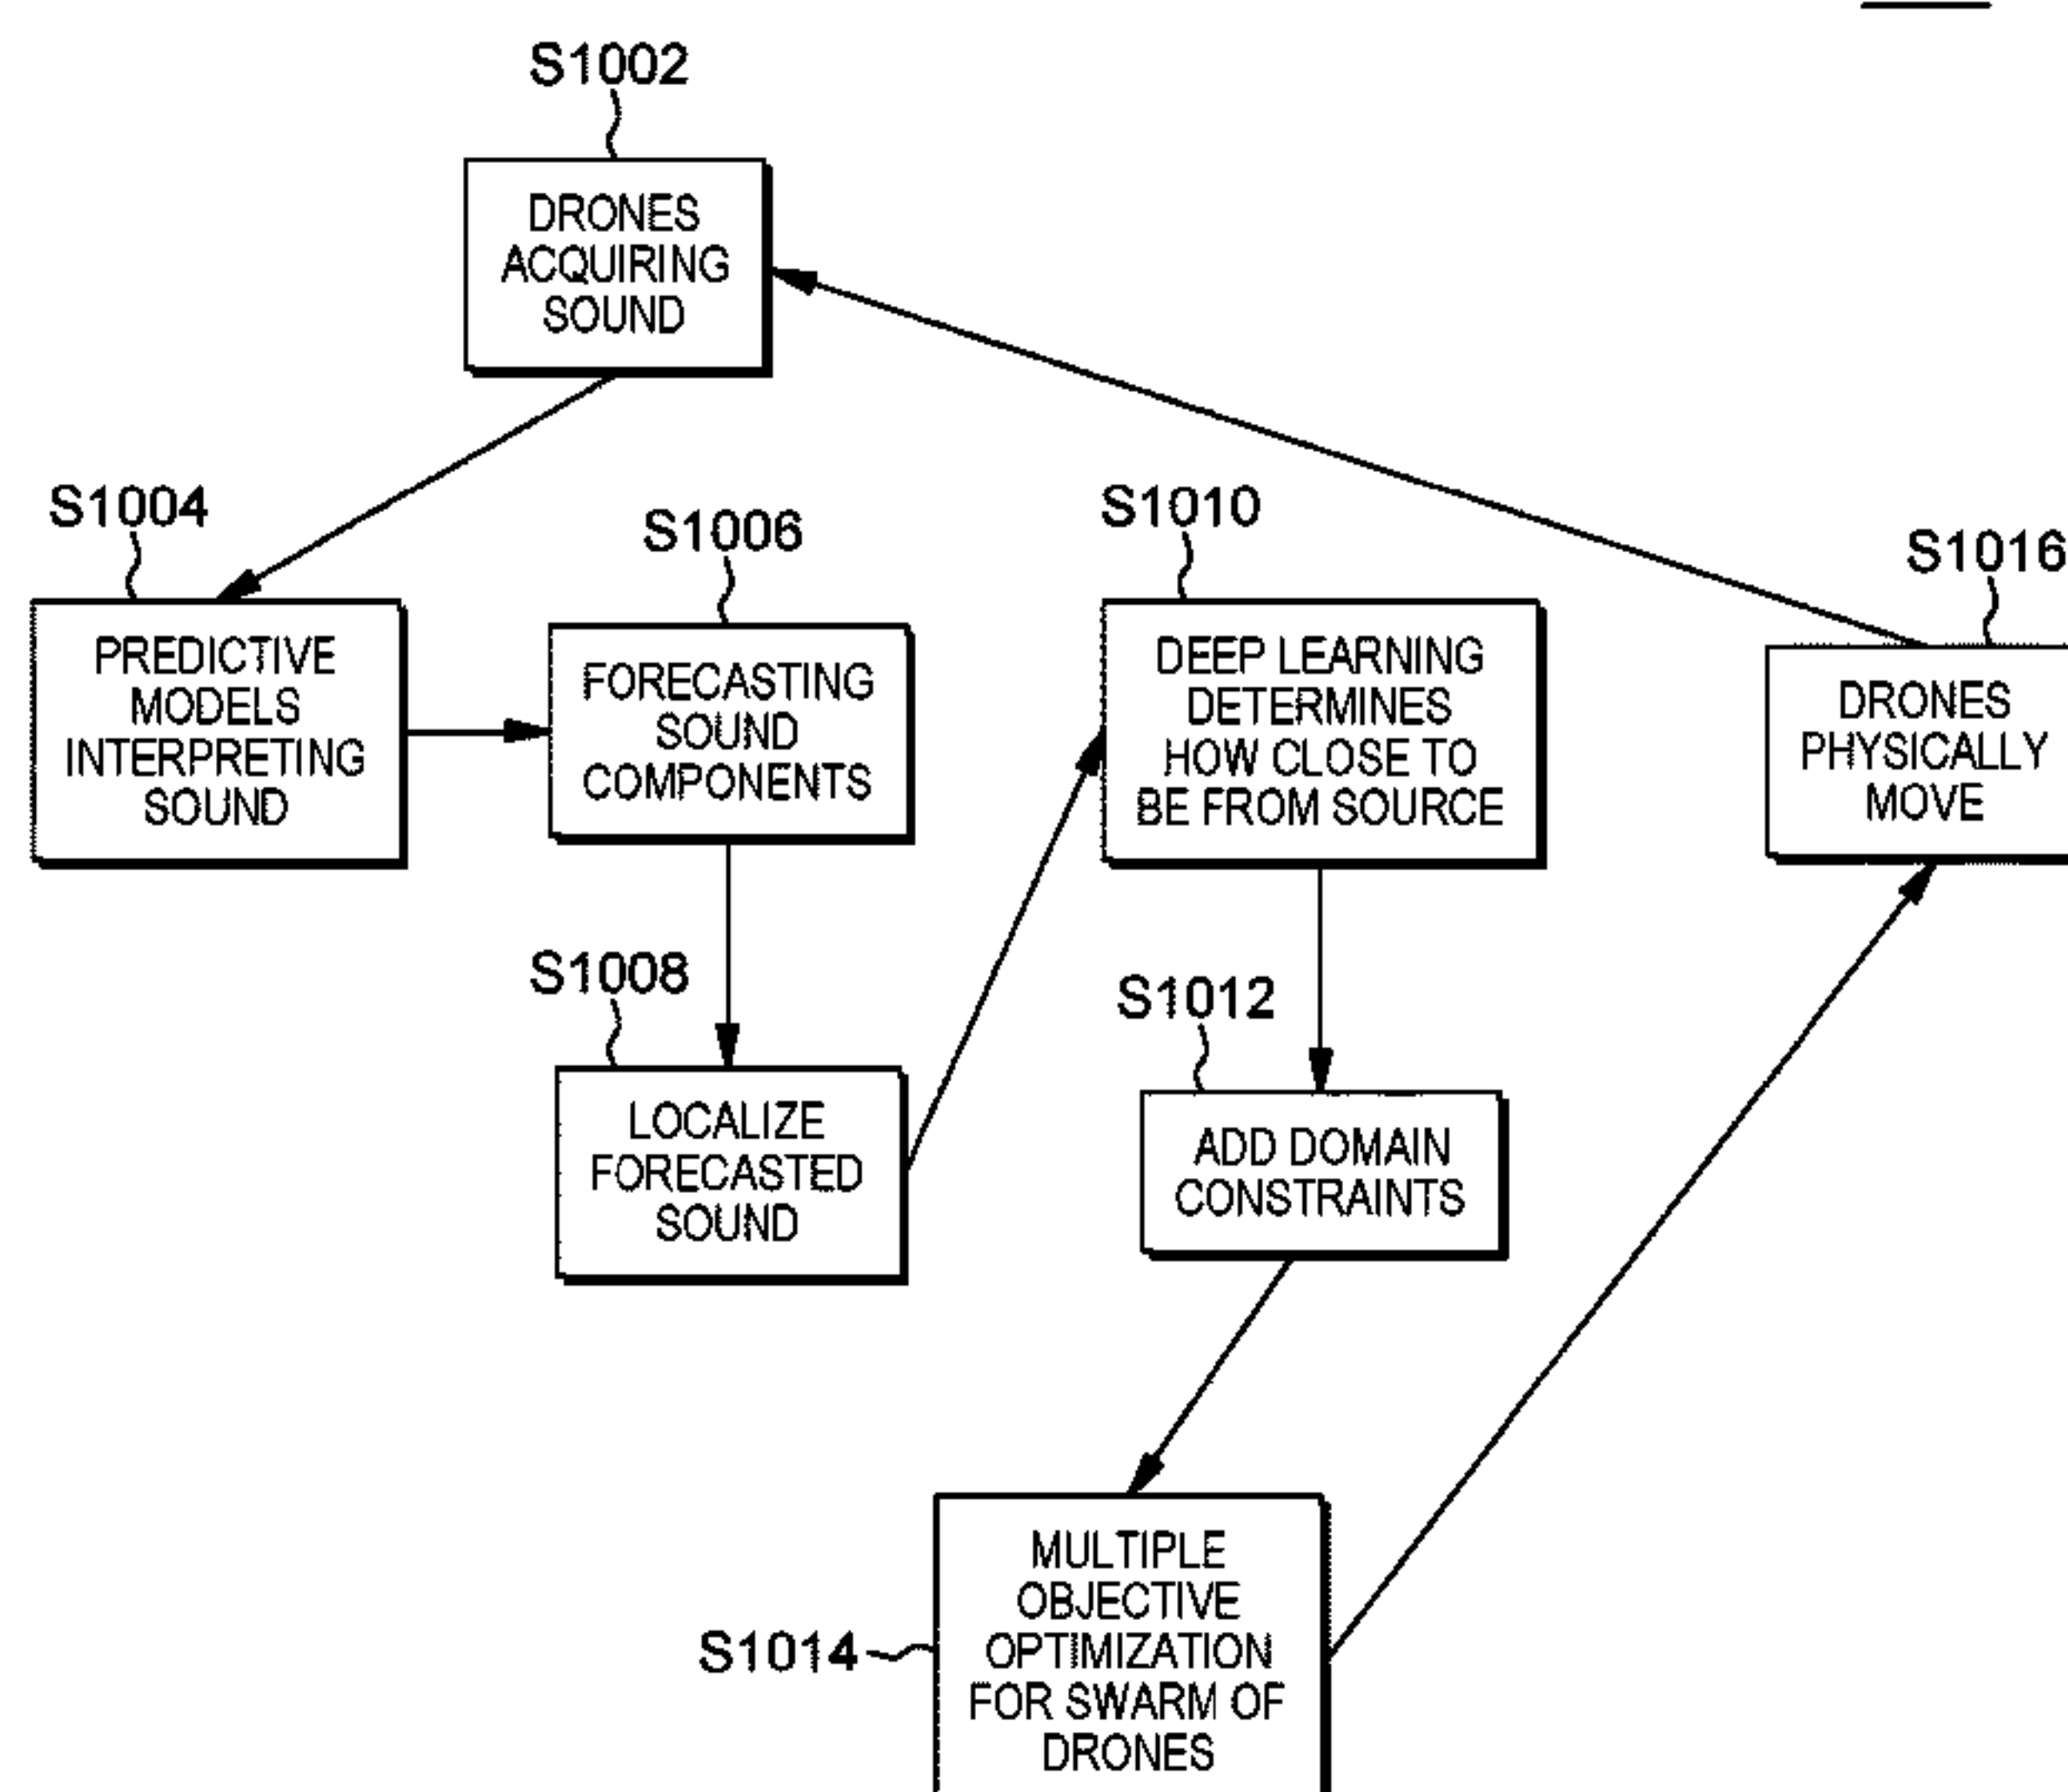 S1002
DRONES
ACQUIRING
SOUND
S1004
PREDICTIVE
MODELS
INTERPRETING
SOUND
S1006
FORECASTING
SOUND
COMPONENTS
S1008
LOCALIZE
FORECASTED
SOUND
S1010
DEEP LEARNING
DETERMINES
HOW CLOSE TO
BE FROM SOURCE
S1012
ADD DOMAIN
CONSTRAINTS
S1014
MULTIPLE
OBJECTIVE
OPTIMIZATION
FOR SWARM OF
DRONES
S1016
DRONES
PHYSICALLY
MOVE